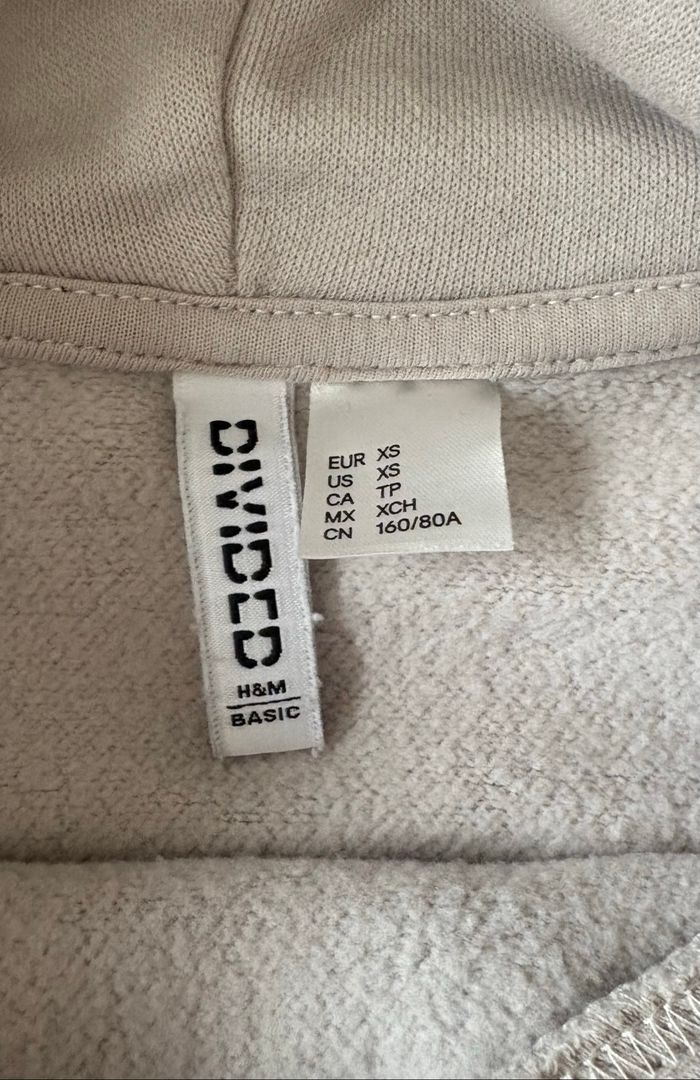 DIVIDED
H&M
BASIC
EUR XS
US XS
CA TP
MX XCH
CN 160/80A